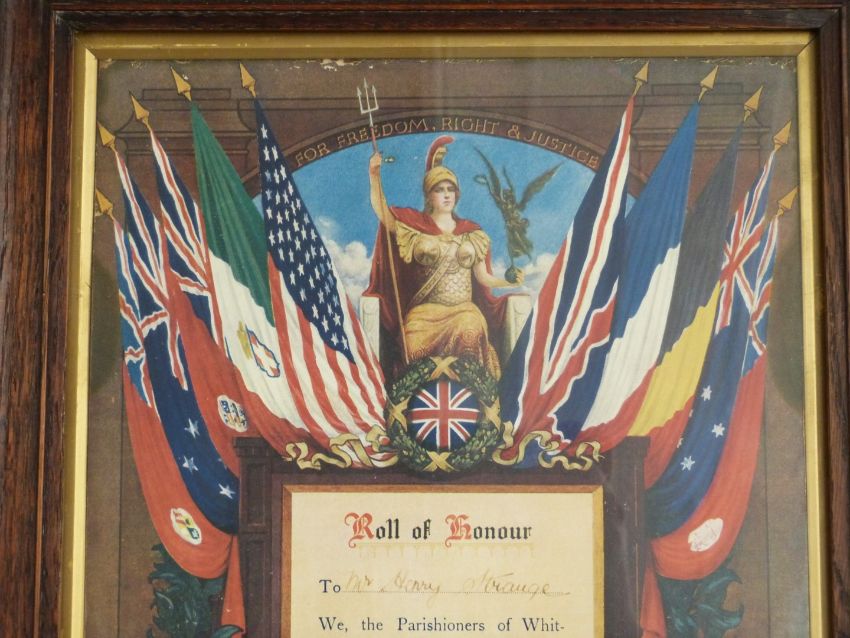 FOR FREEDOM, RIGHT & JUSTICE
Roll of Honour
To Mr Henry Strange
We, the Parishioners of Whit-